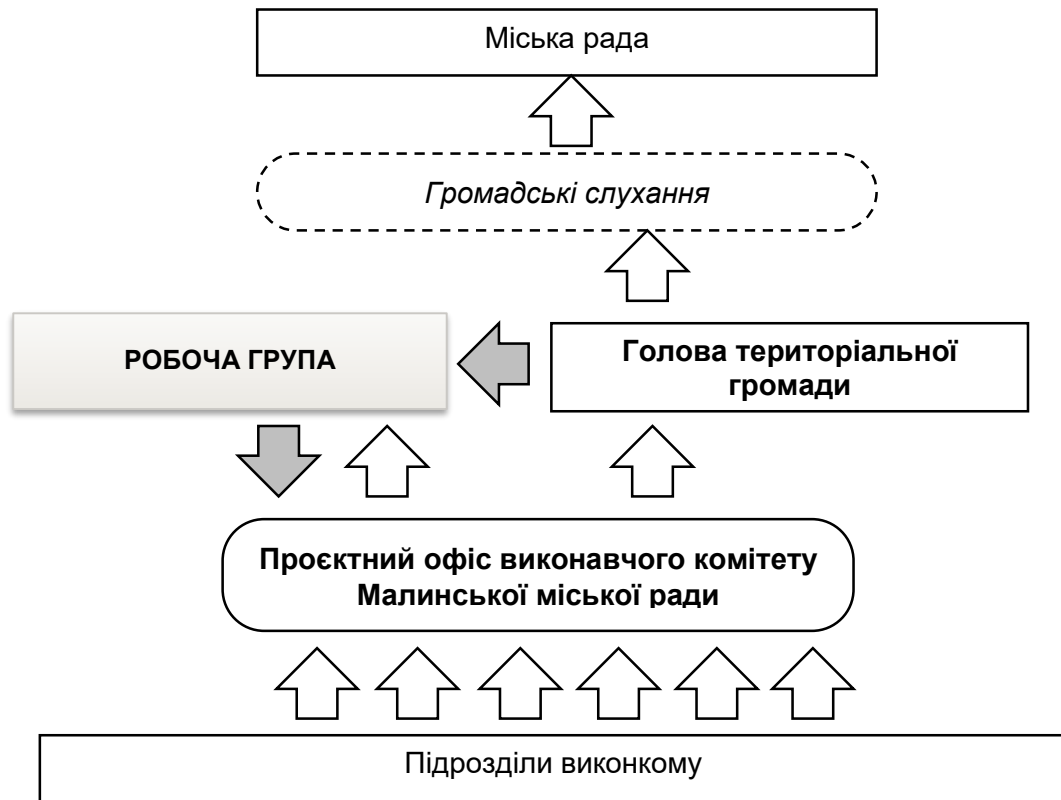 Міська рада
Громадські слухання
РОБОЧА ГРУПА
Голова територіальної
громади
Проєктний офіс виконавчого комітету
Малинської міської ради
Підрозділи виконкому